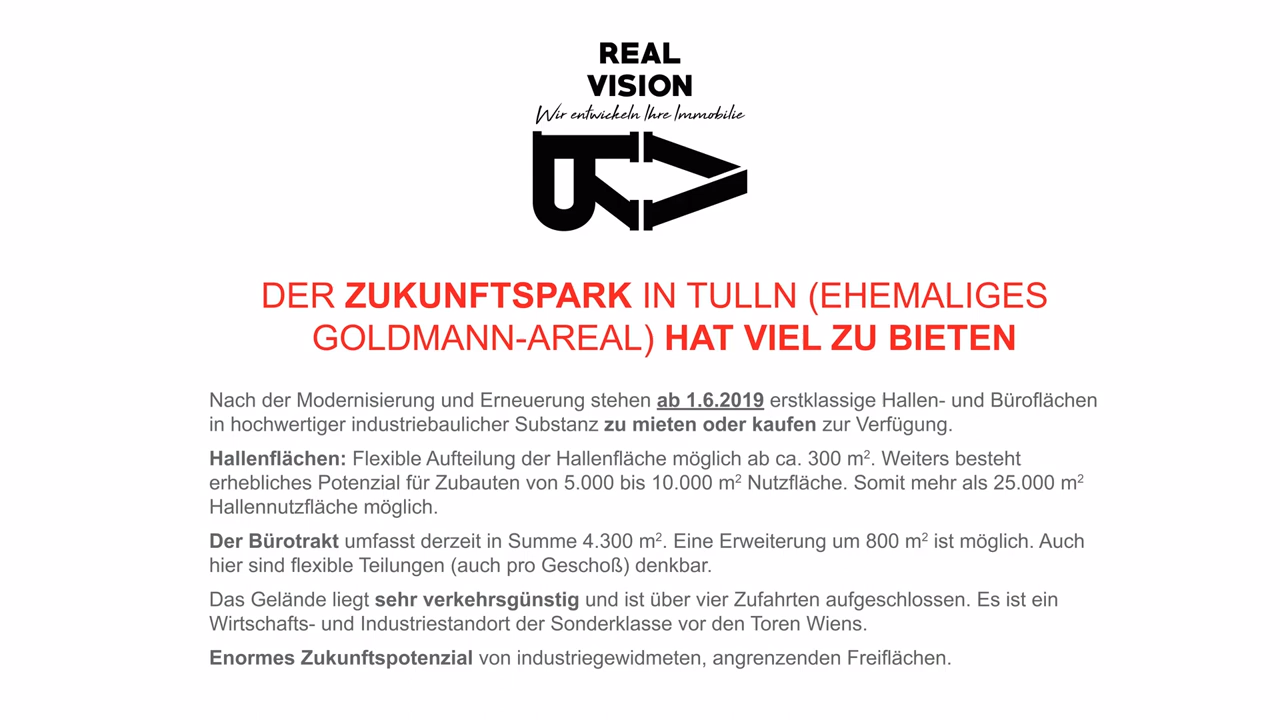 REAL
VISION
Wir entwickeln Ihre Immobilie
DER ZUKUNFTSPARK IN TULLN (EHEMALIGES
GOLDMANN-AREAL) HAT VIEL ZU BIETEN
Nach der Modernisierung und Erneuerung stehen ab 1.6.2019 erstklassige Hallen- und Büroflächen
in hochwertiger industriebaulicher Substanz zu mieten oder kaufen zur Verfügung.
Hallenflächen: Flexible Aufteilung der Hallenfläche möglich ab ca. 300 m². Weiters besteht
erhebliches Potenzial für Zubauten von 5.000 bis 10.000 m² Nutzfläche. Somit mehr als 25.000 m²
Hallennutzfläche möglich.
Der Bürotrakt umfasst derzeit in Summe 4.300 m². Eine Erweiterung um 800 m² ist möglich. Auch
hier sind flexible Teilungen (auch pro Geschoß) denkbar.
Das Gelände liegt sehr verkehrsgünstig und ist über vier Zufahrten aufgeschlossen. Es ist ein
Wirtschafts- und Industriestandort der Sonderklasse vor den Toren Wiens.
Enormes Zukunftspotenzial von industriegewidmeten, angrenzenden Freiflächen.